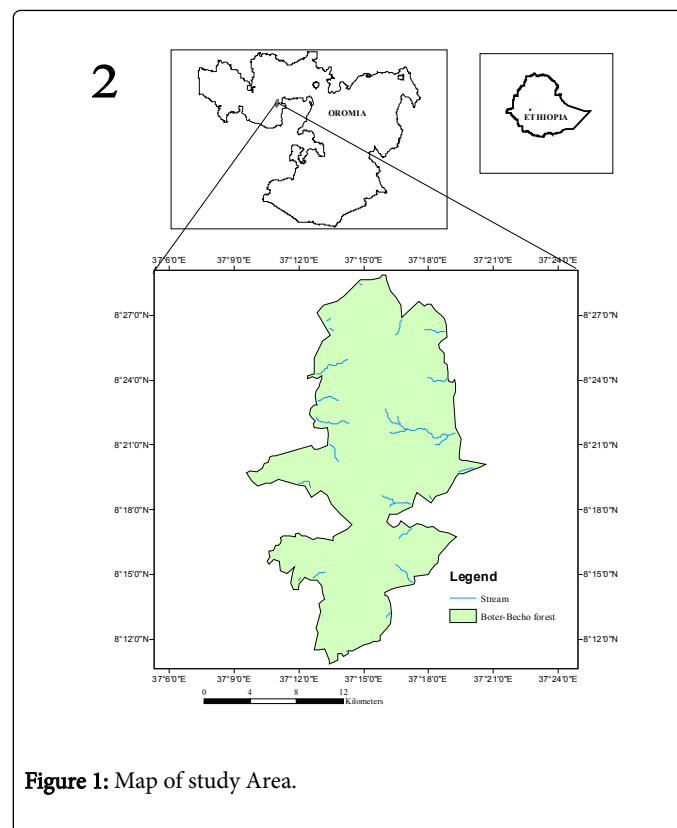 2
OROMIA
ETHIOPIA
37°6'0"E 37°9'0"E 37°12'0"E 37°15'0"E 37°18'0"E 37°21'0"E 37°24'0"E
8°27'0"N 8°27'0"N
8°24'0"N 8°24'0"N
8°21'0"N 8°21'0"N
8°18'0"N 8°18'0"N
8°15'0"N 8°15'0"N
Legend
Stream
Boter-Becho forest
8°12'0"N 8°12'0"N
37°6'0"E 37°9'0"E 37°12'0"E 37°15'0"E 37°18'0"E 37°21'0"E 37°24'0"E
0 4 8 12
Kilometers
Figure 1: Map of study Area.